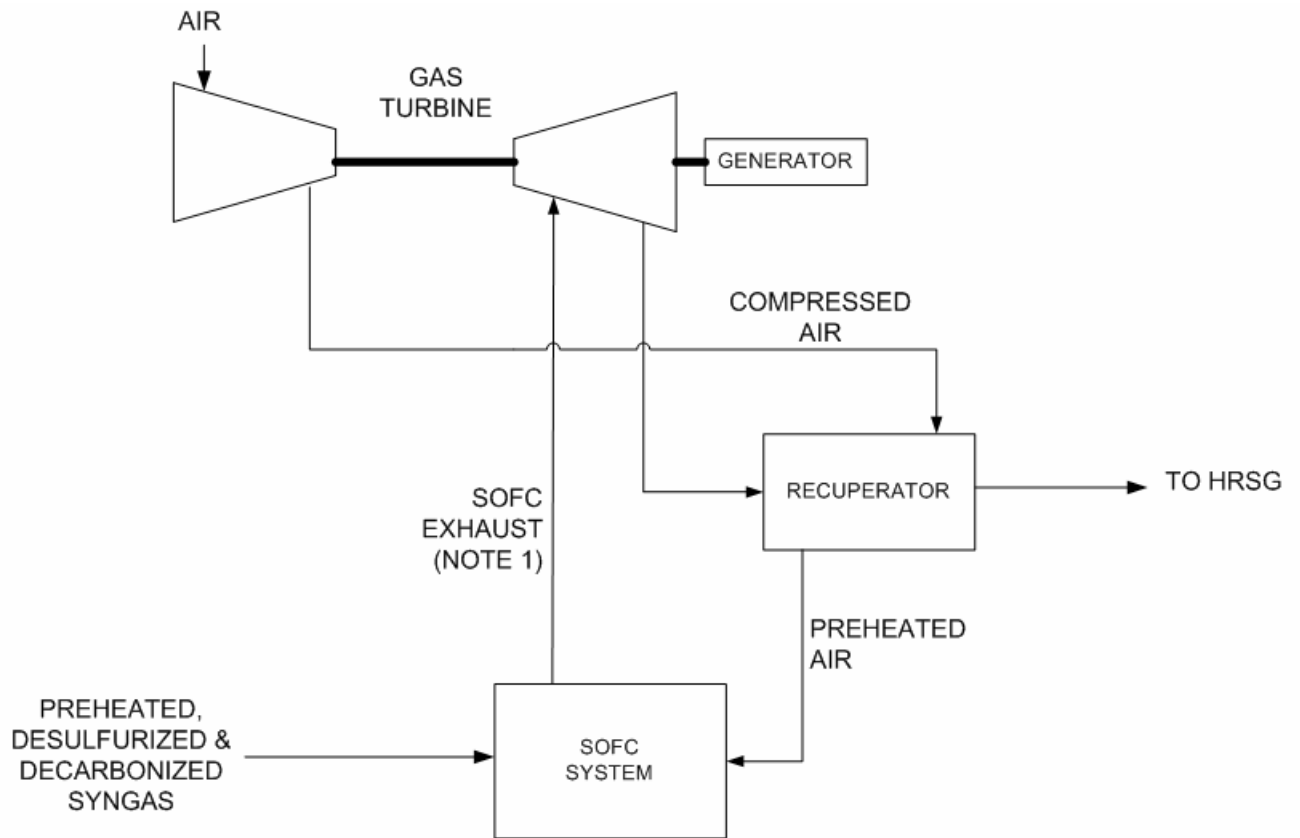 AIR
GAS
TURBINE
GENERATOR
COMPRESSED
AIR
RECUPERATOR
TO HRSG
SOFC
EXHAUST
(NOTE 1)
PREHEATED
AIR
PREHEATED,
DESULFURIZED &
DECARBONIZED
SYNGAS
SOFC
SYSTEM